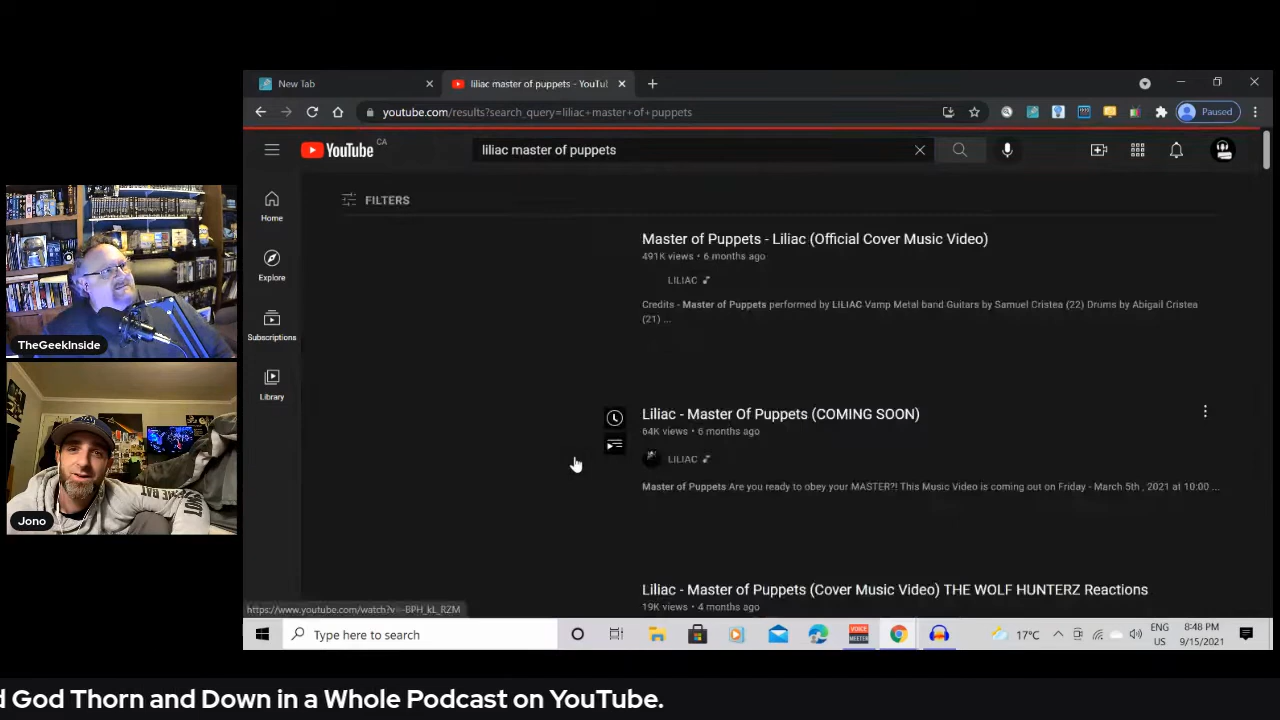 New Tab
liliac master of puppets - YouTu
youtube.com/results?search_query=liliac+master+of+puppets
Paused
YouTube CA
liliac master of puppets
FILTERS
Home
Explore
Subscriptions
Library
Master of Puppets - Liliac (Official Cover Music Video)
491K views • 6 months ago
LILIAC
Credits - Master of Puppets performed by LILIAC Vamp Metal band Guitars by Samuel Cristea (22) Drums by Abigail Cristea
(21) ...
Liliac - Master Of Puppets (COMING SOON)
64K views • 6 months ago
LILIAC
Master of Puppets Are you ready to obey your MASTER?! This Music Video is coming out on Friday - March 5th , 2021 at 10:00 ...
Liliac - Master of Puppets (Cover Music Video) THE WOLF HUNTERZ Reactions
19K views • 4 months ago
TheGeekInside
Jono
Type here to search
VOICE
MEETER
17°C
ENG
US
8:48 PM
9/15/2021
d God Thorn and Down in a Whole Podcast on YouTube.